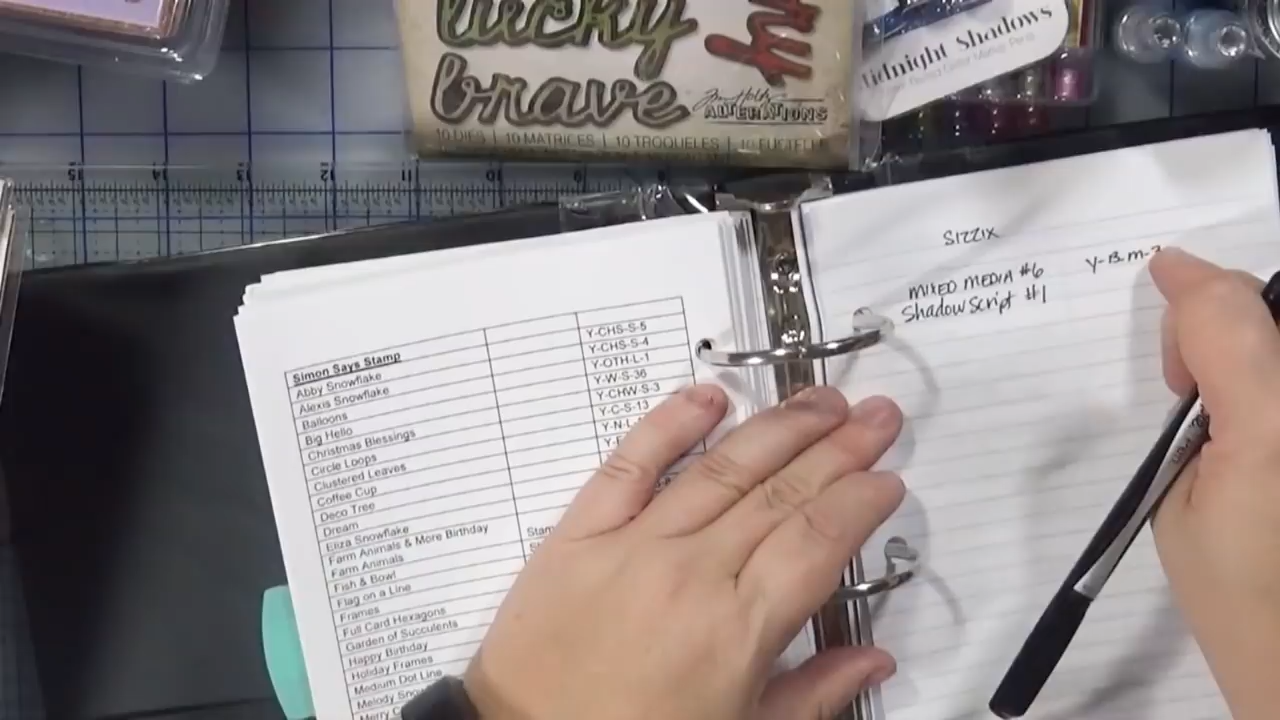 lucky
brave
Tim Holtz
ALTERATIONS
10 DIES | 10 MATRICES | 10 TROQUELES |
Midnight Shadows
15 11
SIZZIX
MIXED MEDIA #6 Y-B-M-
Shadow Script #1
Simon Says Stamp
Abby Snowflake Y-CHS-S-5
Alexis Snowflake Y-CHS-S-4
Balloons Y-OTH-L-1
Big Hello Y-W-S-36
Christmas Blessings Y-CHW-S-3
Circle Loops Y-C-S-13
Clustered Leaves Y-N-L-
Coffee Cup
Deco Tree
Dream
Eliza Snowflake
Farm Animals & More Birthday
Farm Animals
Fish & Bowl
Flag on a Line
Frames
Full Card Hexagons
Garden of Succulents
Happy Birthday
Holiday Frames
Medium Dot Line
Melody
Merry